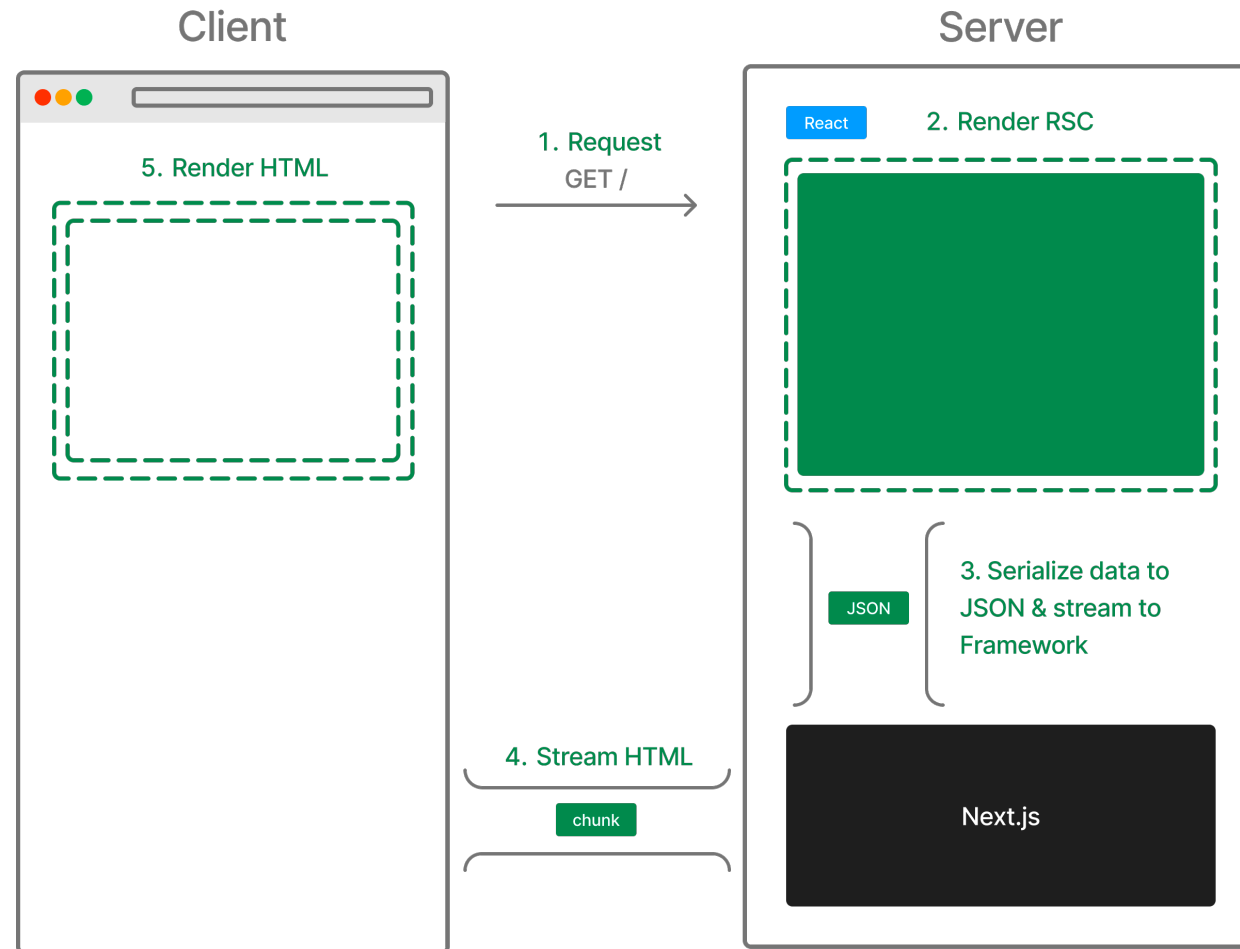 Client
Server
5. Render HTML
1. Request
GET /
React
2. Render RSC
JSON
3. Serialize data to
JSON & stream to
Framework
4. Stream HTML
chunk
Next.js